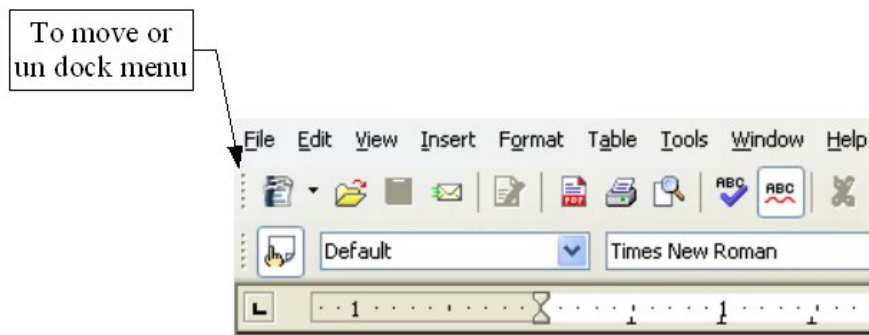 To move or
un dock menu
File Edit View Insert Format Table Tools Window Help
PDF ABC ABC
Default Times New Roman
1 1